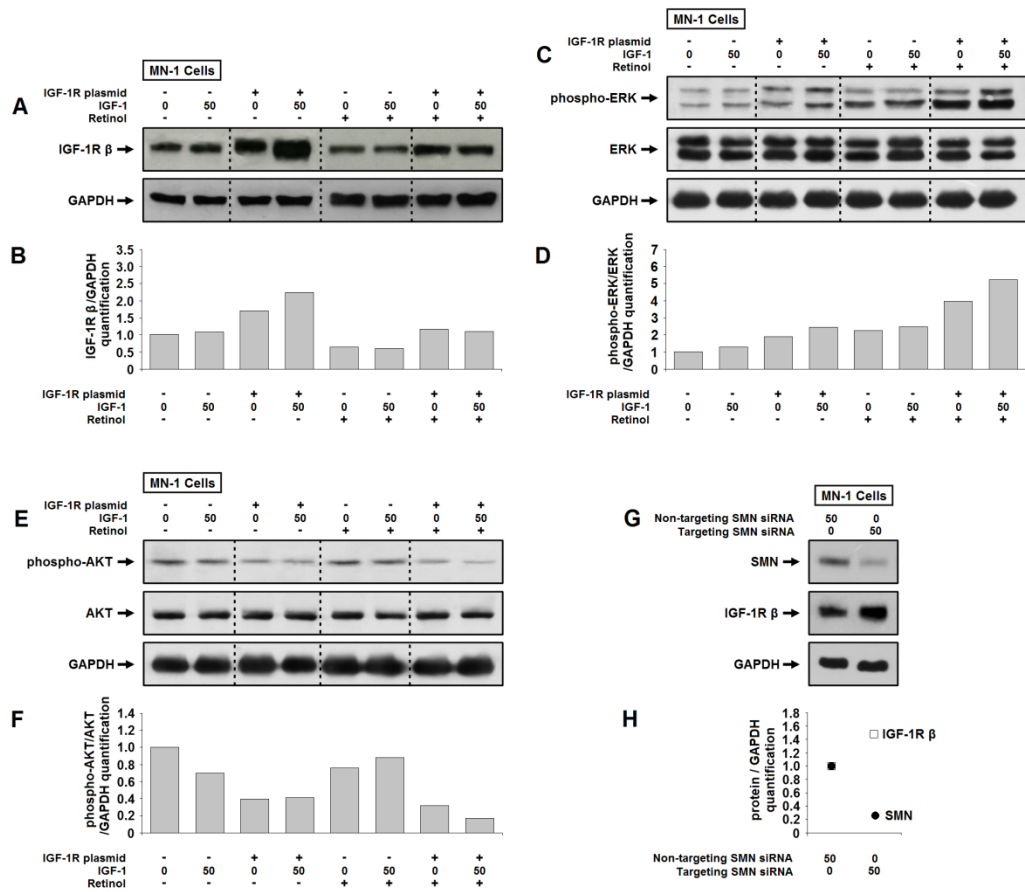 A
MN-1 Cells
IGF-1R plasmid - - + + - - + +
IGF-1 0 50 0 50 0 50 0 50
Retinol - - - - + + + +
IGF-1R β
GAPDH
B
IGF-1R β/GAPDH
quantification
3.5
3.0
2.5
2.0
1.5
1.0
0.5
0
IGF-1R plasmid - - + + - - + +
IGF-1 0 50 0 50 0 50 0 50
Retinol - - - - + + + +
C
MN-1 Cells
IGF-1R plasmid - - + + - - + +
IGF-1 0 50 0 50 0 50 0 50
Retinol - - - - + + + +
phospho-ERK
ERK
GAPDH
D
phospho-ERK/ERK
/GAPDH quantification
7
6
5
4
3
2
1
0
IGF-1R plasmid - - + + - - + +
IGF-1 0 50 0 50 0 50 0 50
Retinol - - - - + + + +
E
MN-1 Cells
IGF-1R plasmid - - + + - - + +
IGF-1 0 50 0 50 0 50 0 50
Retinol - - - - + + + +
phospho-AKT
AKT
GAPDH
F
phospho-AKT/AKT
/GAPDH quantification
1.4
1.2
1.0
0.8
0.6
0.4
0.2
0
IGF-1R plasmid - - + + - - + +
IGF-1 0 50 0 50 0 50 0 50
Retinol - - - - + + + +
G
MN-1 Cells
Non-targeting SMN siRNA 50 0
Targeting SMN siRNA 0 50
SMN
IGF-1R β
GAPDH
H
protein / GAPDH
quantification
1.8
1.6
1.4
1.2
1.0
0.8
0.6
0.4
0.2
0
IGF-1R β
SMN
Non-targeting SMN siRNA 50 0
Targeting SMN siRNA 0 50